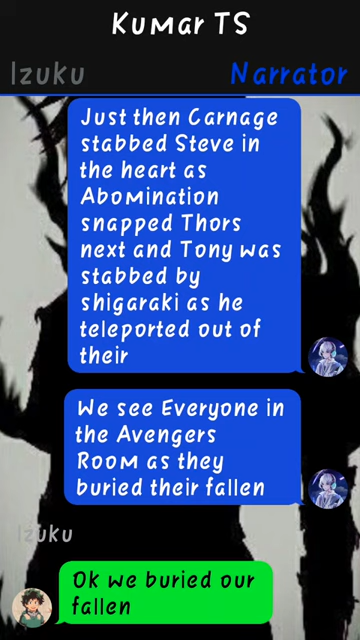 Kumar TS
Izuku Narrator
Just then Carnage
stabbed Steve in
the heart as
Abomination
snapped Thors
next and Tony was
stabbed by
shigaraki as he
teleported out of
their
We see Everyone in
the Avengers
Room as they
buried their fallen
Izuku
Ok we buried our
fallen